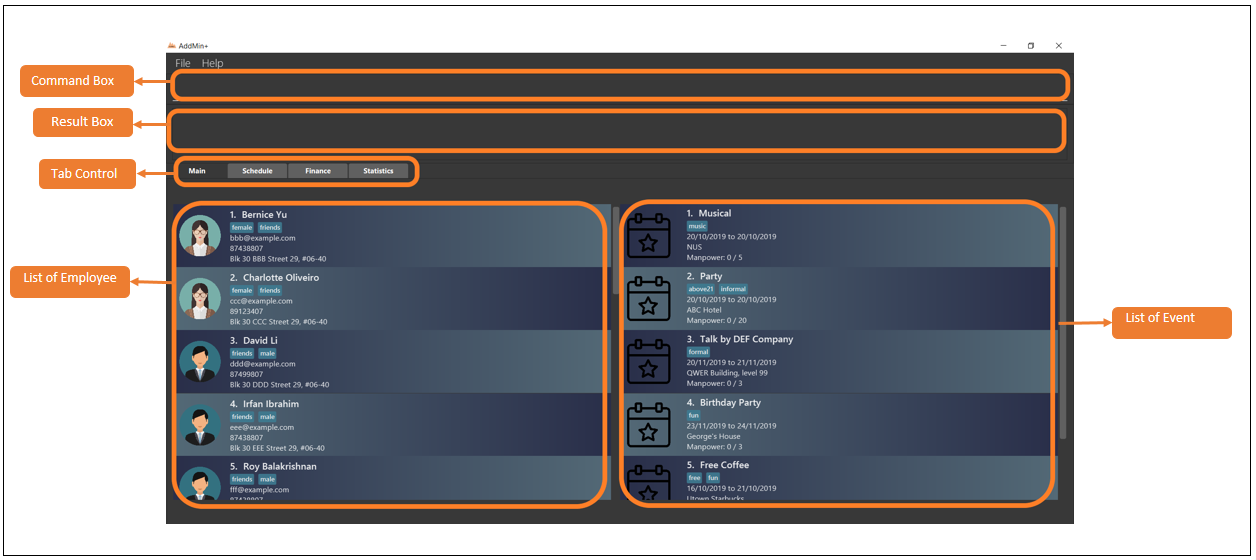 AddMin+
File Help
Command Box
Result Box
Tab Control
Main Schedule Finance Statistics
List of Employee
1. Bernice Yu
female friends
bbb@example.com
87438807
Blk 30 BBB Street 29, #06-40
2. Charlotte Oliveiro
female friends
ccc@example.com
89123407
Blk 30 CCC Street 29, #06-40
3. David Li
friends male
ddd@example.com
87499807
Blk 30 DDD Street 29, #06-40
4. Irfan Ibrahim
friends male
eee@example.com
87438807
Blk 30 EEE Street 29, #06-40
5. Roy Balakrishnan
friends male
fff@example.com
87438807
1. Musical
music
20/10/2019 to 20/10/2019
NUS
Manpower: 0 / 5
2. Party
above21 informal
20/10/2019 to 20/10/2019
ABC Hotel
Manpower: 0 / 20
3. Talk by DEF Company
formal
20/11/2019 to 21/11/2019
QWER Building, level 99
Manpower: 0 / 3
4. Birthday Party
fun
23/11/2019 to 24/11/2019
George's House
Manpower: 0 / 3
5. Free Coffee
free fun
16/10/2019 to 21/10/2019
Utown Starbucks
List of Event